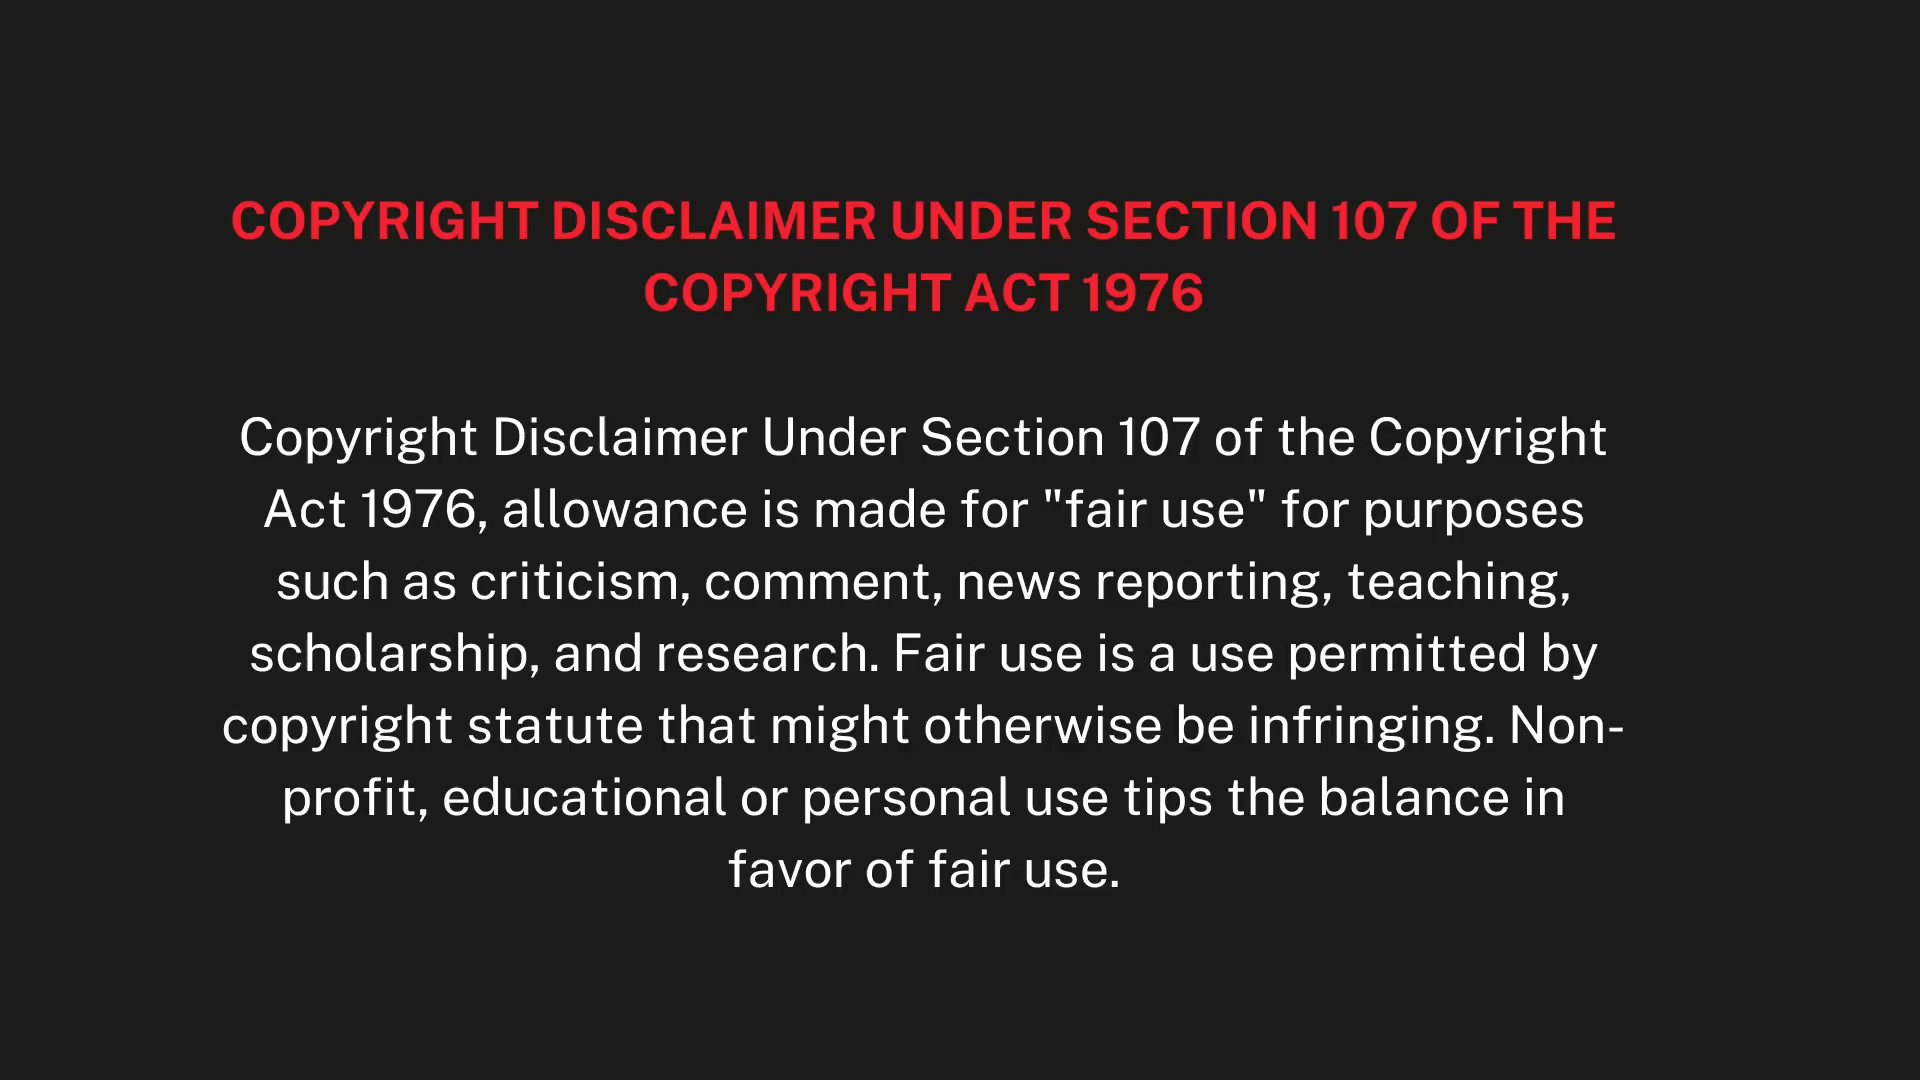 COPYRIGHT DISCLAIMER UNDER SECTION 107 OF THE
COPYRIGHT ACT 1976
Copyright Disclaimer Under Section 107 of the Copyright
Act 1976, allowance is made for "fair use" for purposes
such as criticism, comment, news reporting, teaching,
scholarship, and research. Fair use is a use permitted by
copyright statute that might otherwise be infringing. Non-
profit, educational or personal use tips the balance in
favor of fair use.